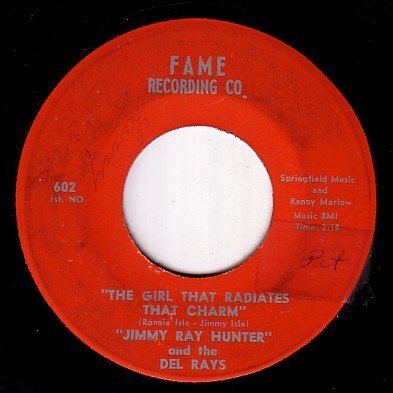 FAME
RECORDING CO.
602
Ish. NO
Springfield Music
and
Kenny Marlow
Music BMI
Time: 2:18
"THE GIRL THAT RADIATES
THAT CHARM"
(Ronnie Isle - Jimmy Isle)
"JIMMY RAY HUNTER"
and the
DEL RAYS